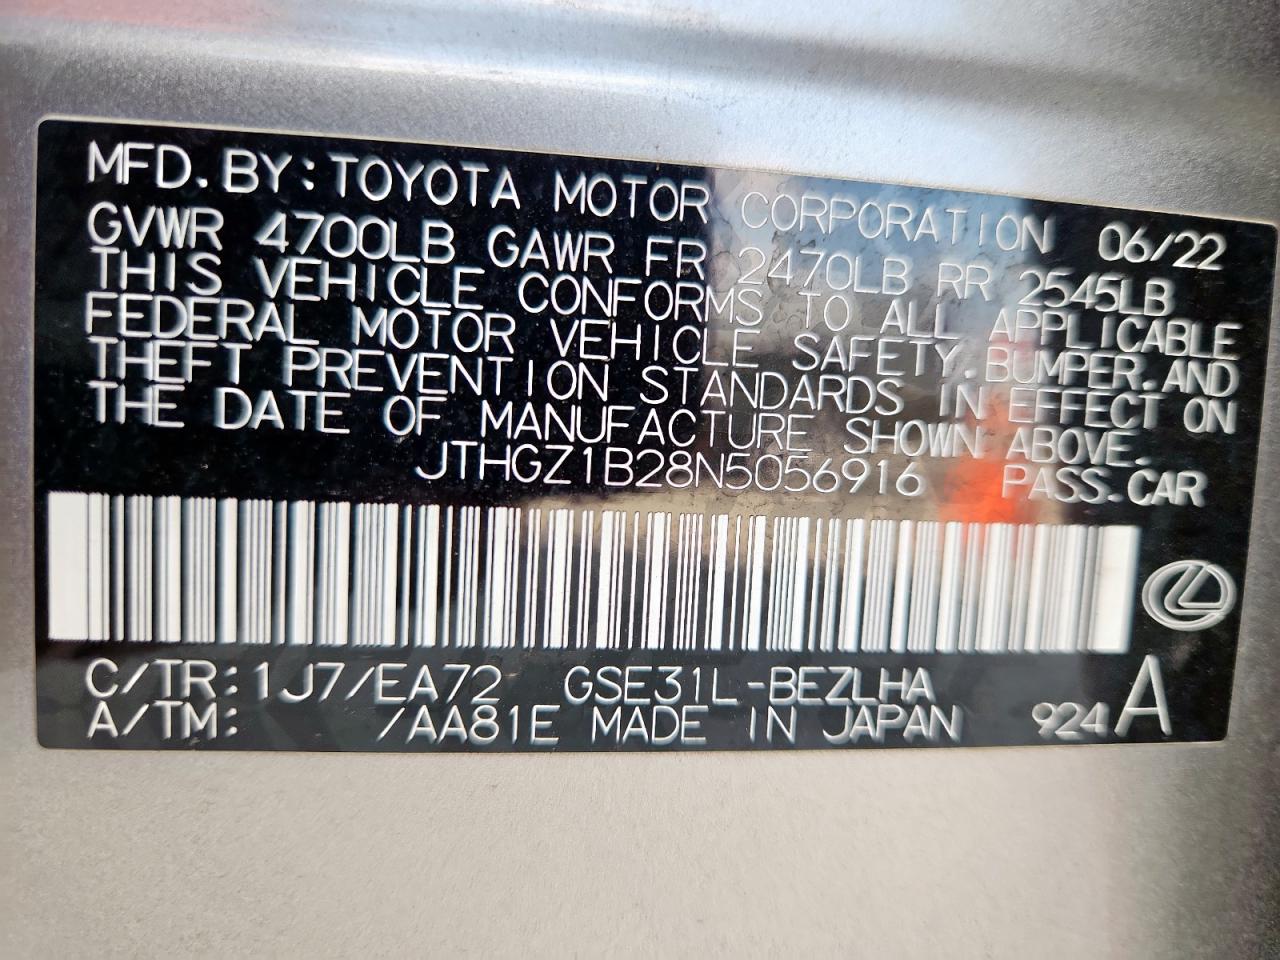 MFD. BY: TOYOTA MOTOR CORPORATION 06/22
GVWR 4700LB GAWR FR 2470LB RR 2545LB
THIS VEHICLE CONFORMS TO ALL APPLICABLE
FEDERAL MOTOR VEHICLE SAFETY, BUMPER, AND
THEFT PREVENTION STANDARDS IN EFFECT ON
THE DATE OF MANUFACTURE SHOWN ABOVE.
JTHGZ1B28N5056916 PASS. CAR
C/TR: 1J7/EA72 GSE31L-BEZLHA
A/TM: /AA81E MADE IN JAPAN 924 A